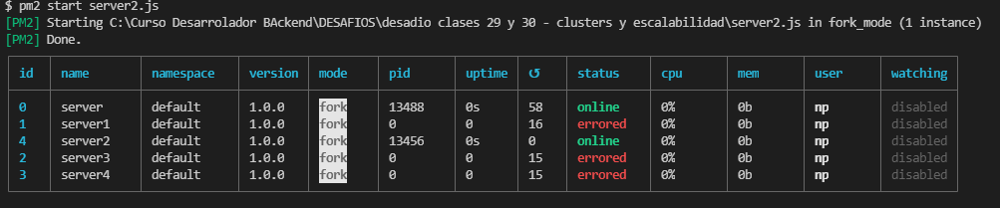 $ pm2 start server2.js
[PM2] Starting C:\Curso Desarrolador BAckend\DESAFIOS\desadio clases 29 y 30 - clusters y escalabilidad\server2.js in fork_mode (1 instance)
[PM2] Done.
id name namespace version mode pid uptime ↺ status cpu mem user watching
0 server default 1.0.0 fork 13488 0s 58 online 0% 0b np disabled
1 server1 default 1.0.0 fork 0 0 16 errored 0% 0b np disabled
4 server2 default 1.0.0 fork 13456 0s 0 online 0% 0b np disabled
2 server3 default 1.0.0 fork 0 0 15 errored 0% 0b np disabled
3 server4 default 1.0.0 fork 0 0 15 errored 0% 0b np disabled